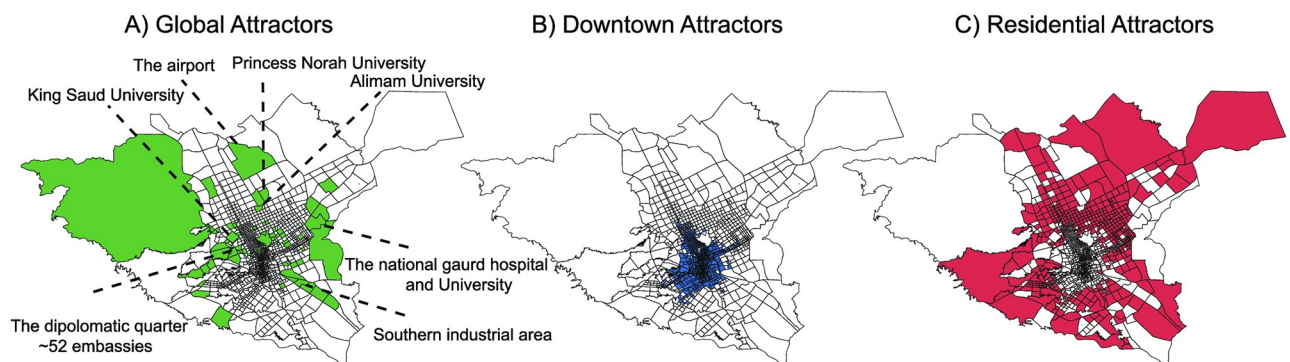 A) Global Attractors
B) Downtown Attractors
C) Residential Attractors
The airport
Princess Norah University
Alimam University
King Saud University
The national gaurd hospital
and University
The dipolomatic quarter
~52 embassies
Southern industrial area